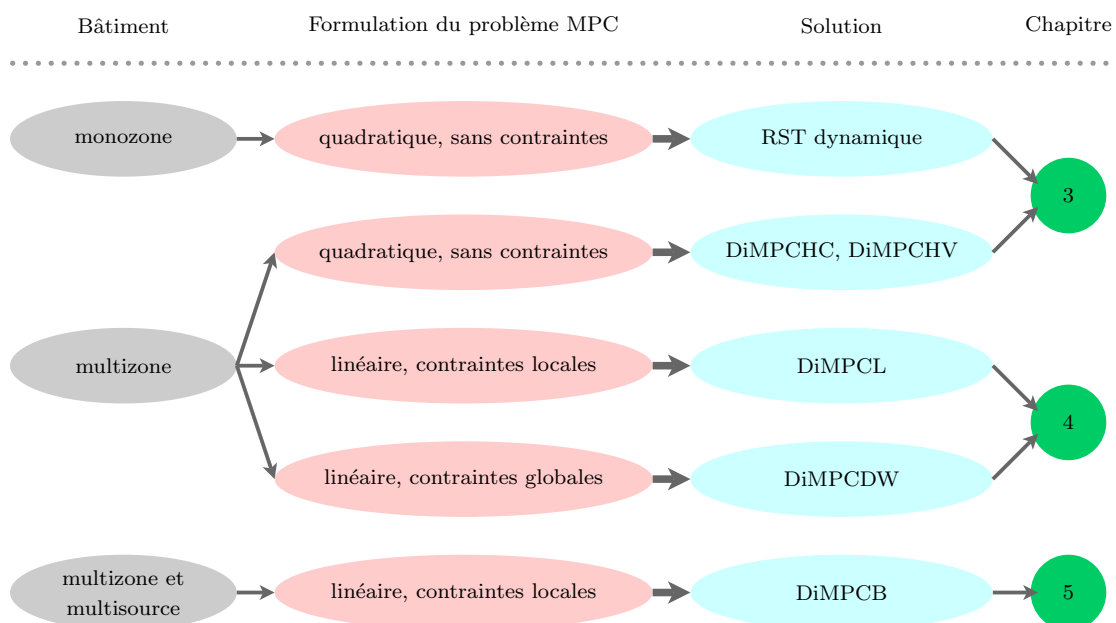 Bâtiment Formulation du problème MPC Solution Chapitre
monozone quadratique, sans contraintes RST dynamique
3
quadratique, sans contraintes DiMPCHC, DiMPCHV
multizone linéaire, contraintes locales DiMPCL
4
linéaire, contraintes globales DiMPCDW
multizone et
multisource linéaire, contraintes locales DiMPCB 5